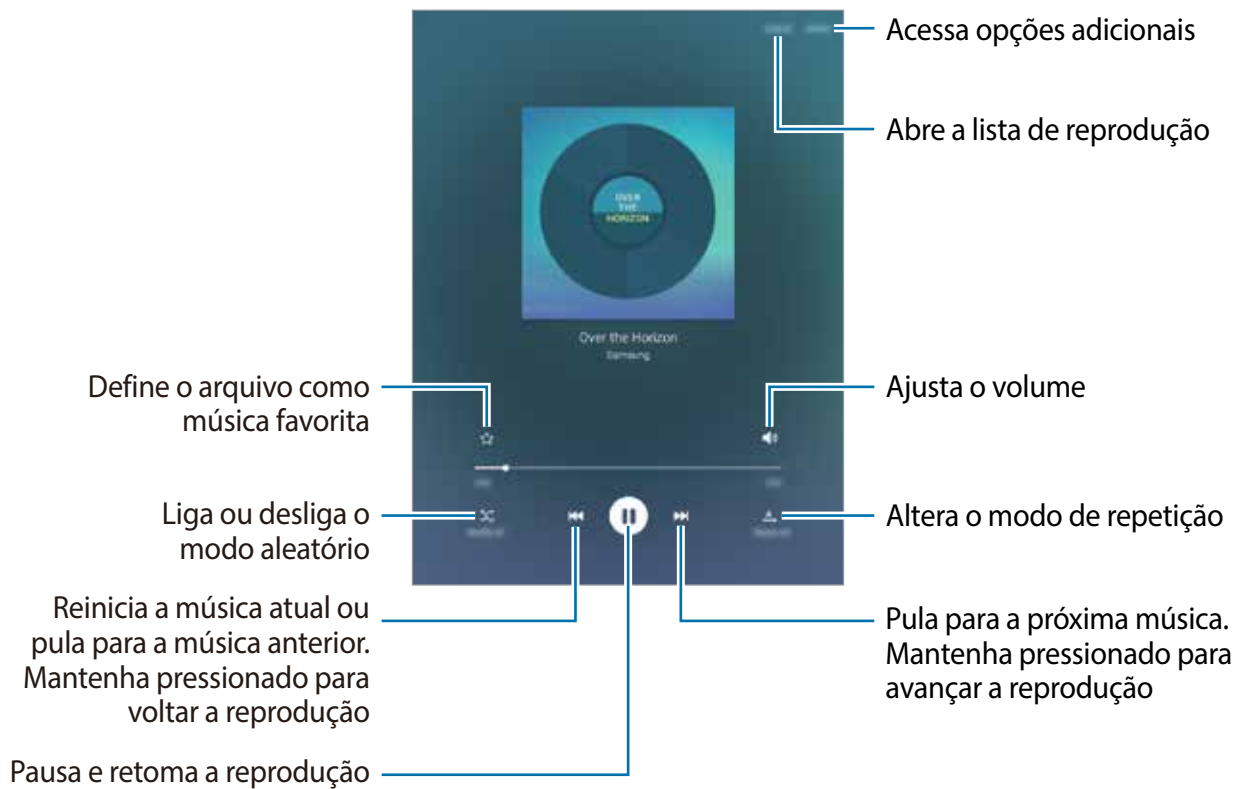 Acessa opções adicionais
Abre a lista de reprodução
OVER
THE
HORIZON
Over the Horizon
Samsung
Define o arquivo como
música favorita
Ajusta o volume
Liga ou desliga o
modo aleatório
Altera o modo de repetição
Reinicia a música atual ou
pula para a música anterior.
Mantenha pressionado para
voltar a reprodução
Pula para a próxima música.
Mantenha pressionado para
avançar a reprodução
Pausa e retoma a reprodução